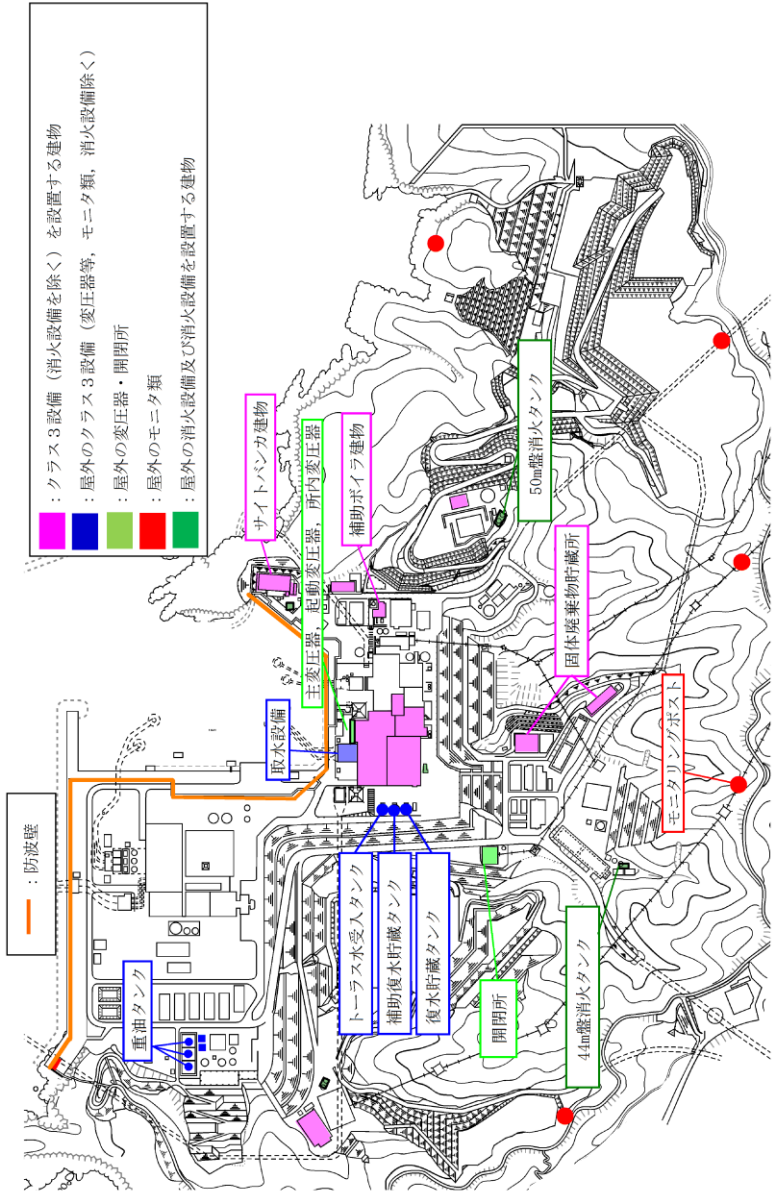 ：クラス3設備（消火設備を除く）を設置する建物
：屋外のクラス3設備（変圧器等，モニタ類，消火設備除く）
：屋外の変圧器・開閉所
：屋外のモニタ類
：屋外の消火設備及び消火設備を設置する建物
：防波壁
サイトバンカ建物
主変圧器，起動変圧器，所内変圧器
補助ボイラ建物
50m盤消火タンク
取水設備
固体廃棄物貯蔵所
モニタリングポスト
重油タンク
トーラス水受入タンク
補助復水貯蔵タンク
復水貯蔵タンク
開閉所
44m盤消火タンク